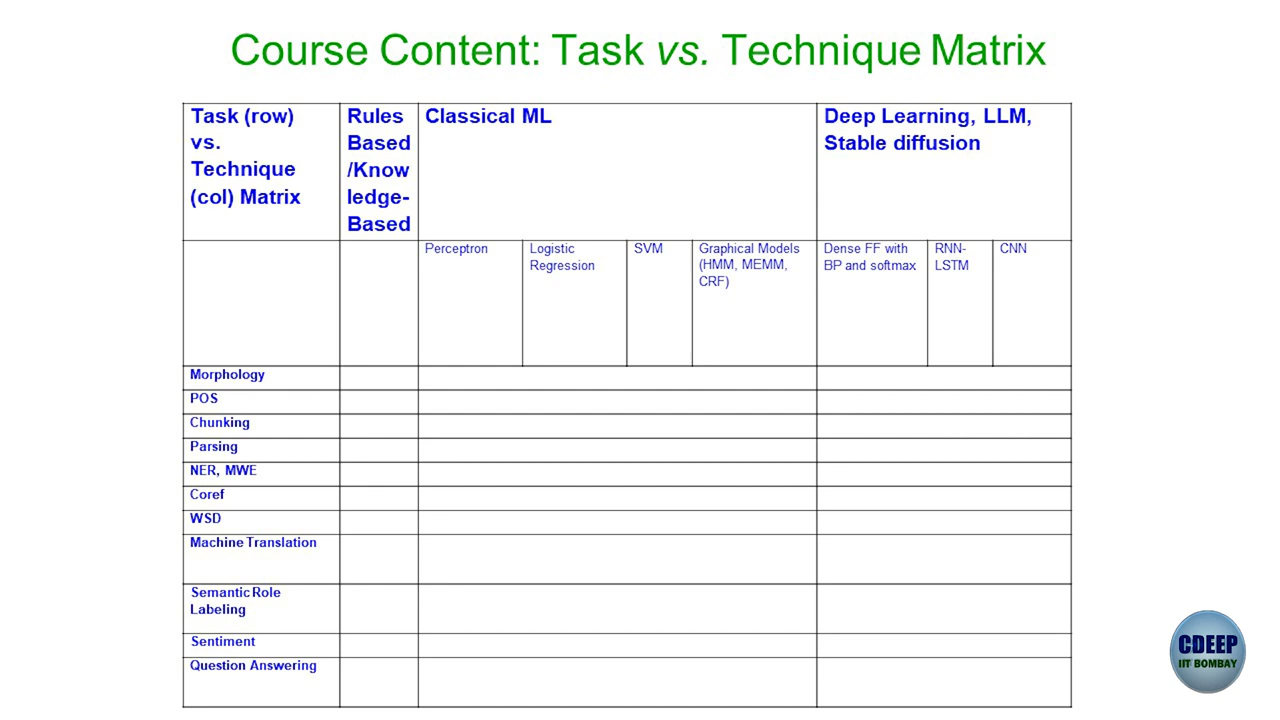 Course Content: Task vs. Technique Matrix
Task (row)
vs.
Technique
(col) Matrix
Rules
Based
/Know
ledge-
Based
Classical ML
Deep Learning, LLM,
Stable diffusion
Perceptron
Logistic
Regression
SVM
Graphical Models
(HMM, MEMM,
CRF)
Dense FF with
BP and softmax
RNN-
LSTM
CNN
Morphology
POS
Chunking
Parsing
NER, MWE
Coref
WSD
Machine Translation
Semantic Role
Labeling
Sentiment
Question Answering
CDEEP
IIT BOMBAY